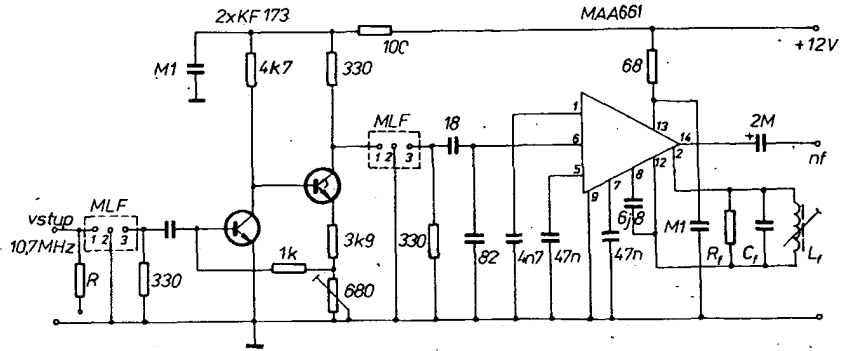 2xKF 173
MAA661
M1
4k7
330
100
68
+12V
MLF
1 2 3
18
1
6
5
13
14
12
2
9
7
8
+
2M
nf
vstup
10,7MHz
MLF
1 2 3
R
330
1k
3k9
680
330
82
4n7
47n
47n
6j8
M1
Rf
Cf
Lf